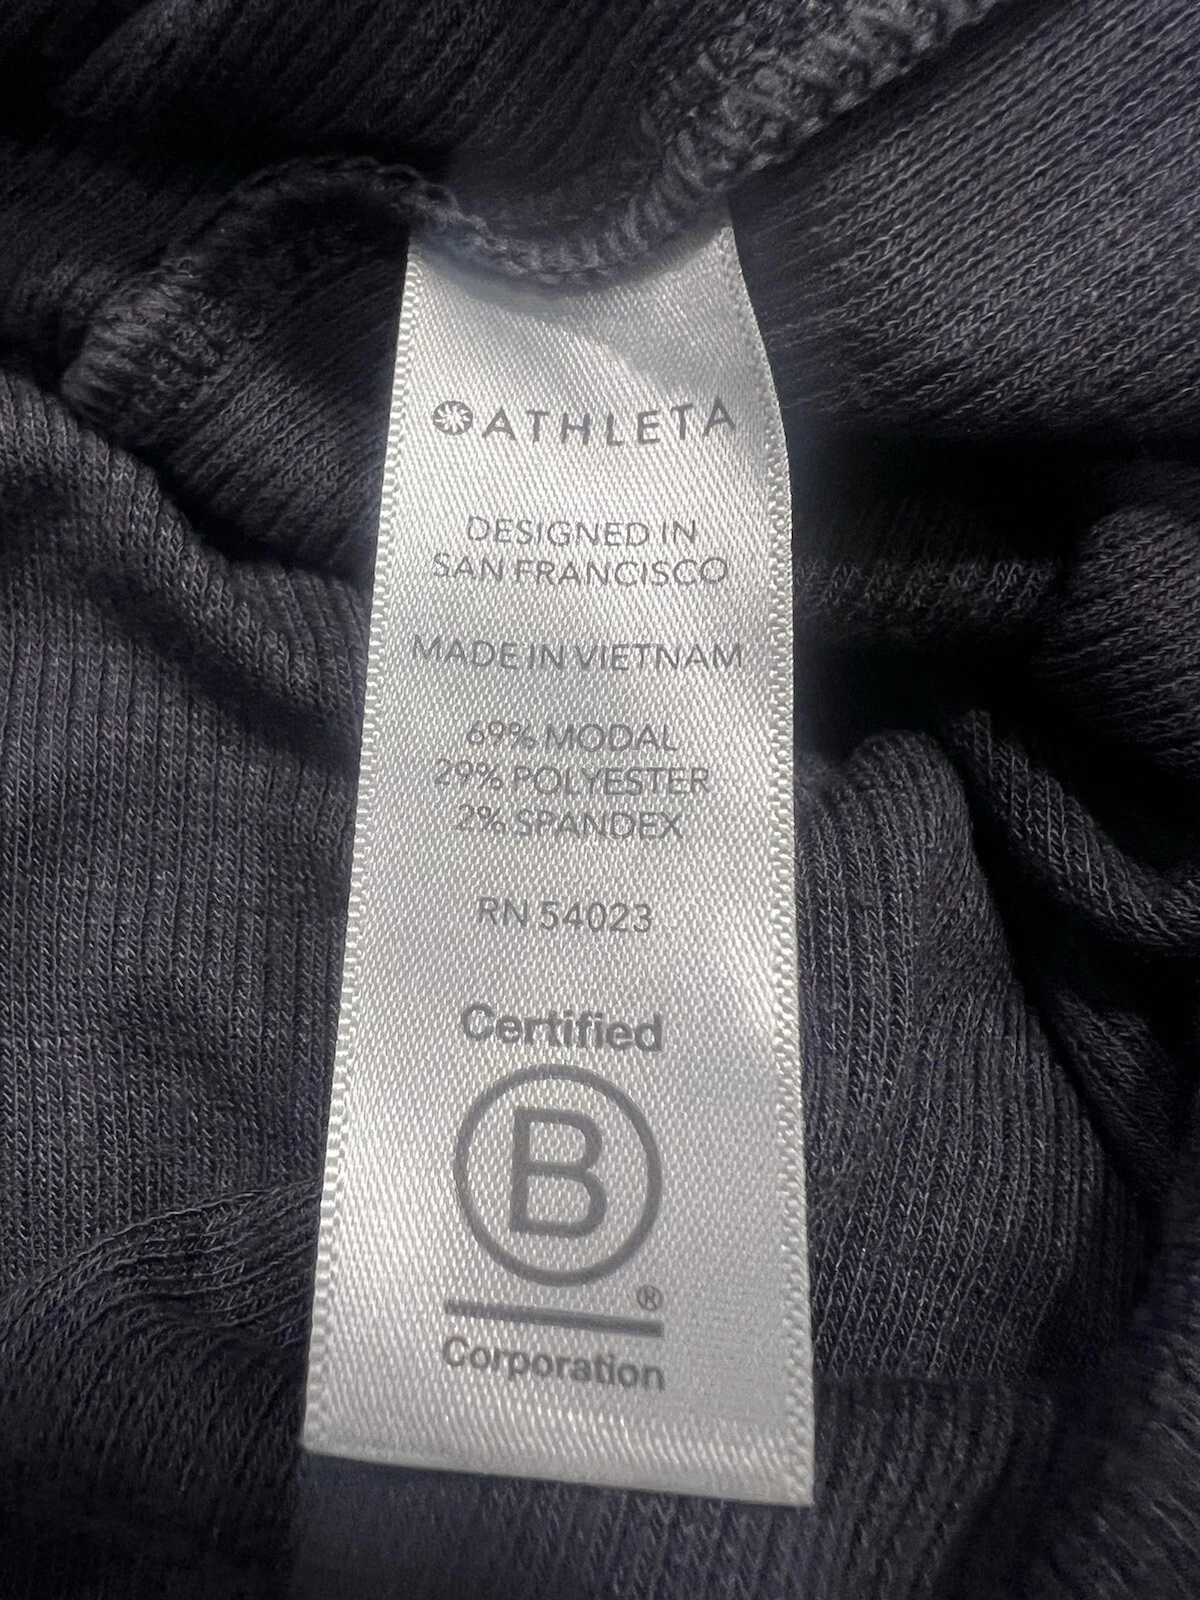 ATHLETA
DESIGNED IN
SAN FRANCISCO
MADE IN VIETNAM
69% MODAL
29% POLYESTER
2% SPANDEX
RN 54023
Certified
B
®
Corporation